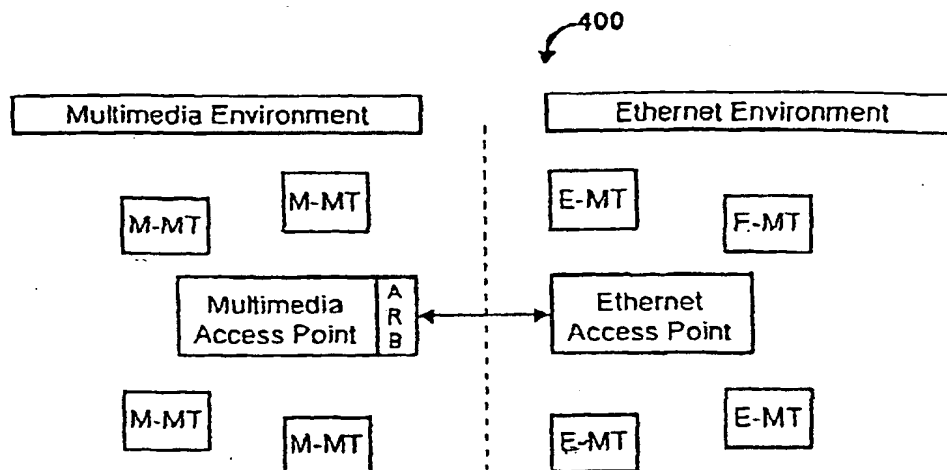 400
Multimedia Environment
Ethernet Environment
M-MT
M-MT
E-MT
F-MT
Multimedia
Access Point
A
R
B
Ethernet
Access Point
M-MT
M-MT
E-MT
E-MT